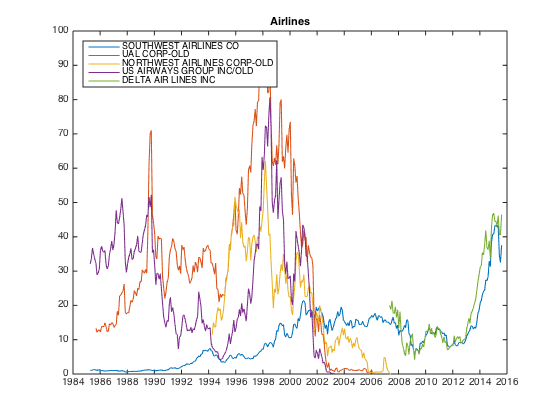 Airlines
100
90
80
70
60
50
40
30
20
10
0
SOUTHWEST AIRLINES CO
UAL CORP-OLD
NORTHWEST AIRLINES CORP-OLD
US AIRWAYS GROUP INC/OLD
DELTA AIR LINES INC
1984 1986 1988 1990 1992 1994 1996 1998 2000 2002 2004 2006 2008 2010 2012 2014 2016